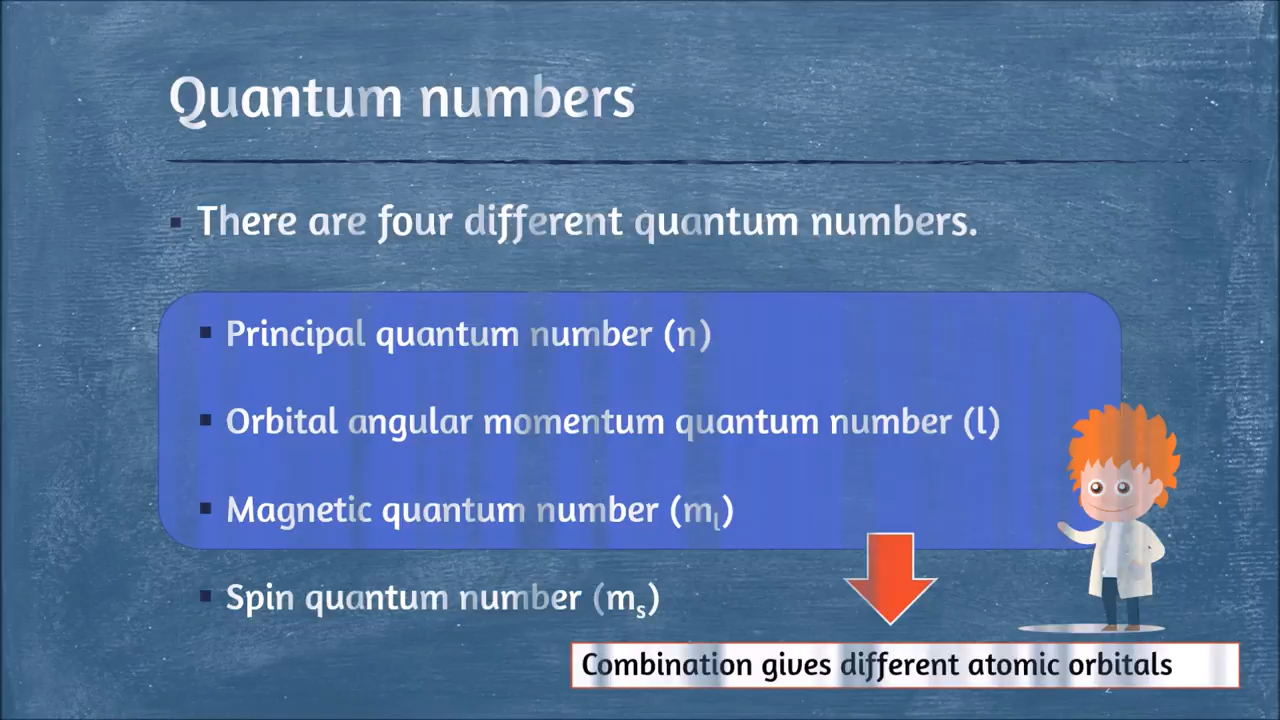 Quantum numbers
There are four different quantum numbers.
Principal quantum number (n)
Orbital angular momentum quantum number (l)
Magnetic quantum number (mₗ)
Spin quantum number (mₛ)
Combination gives different atomic orbitals
2